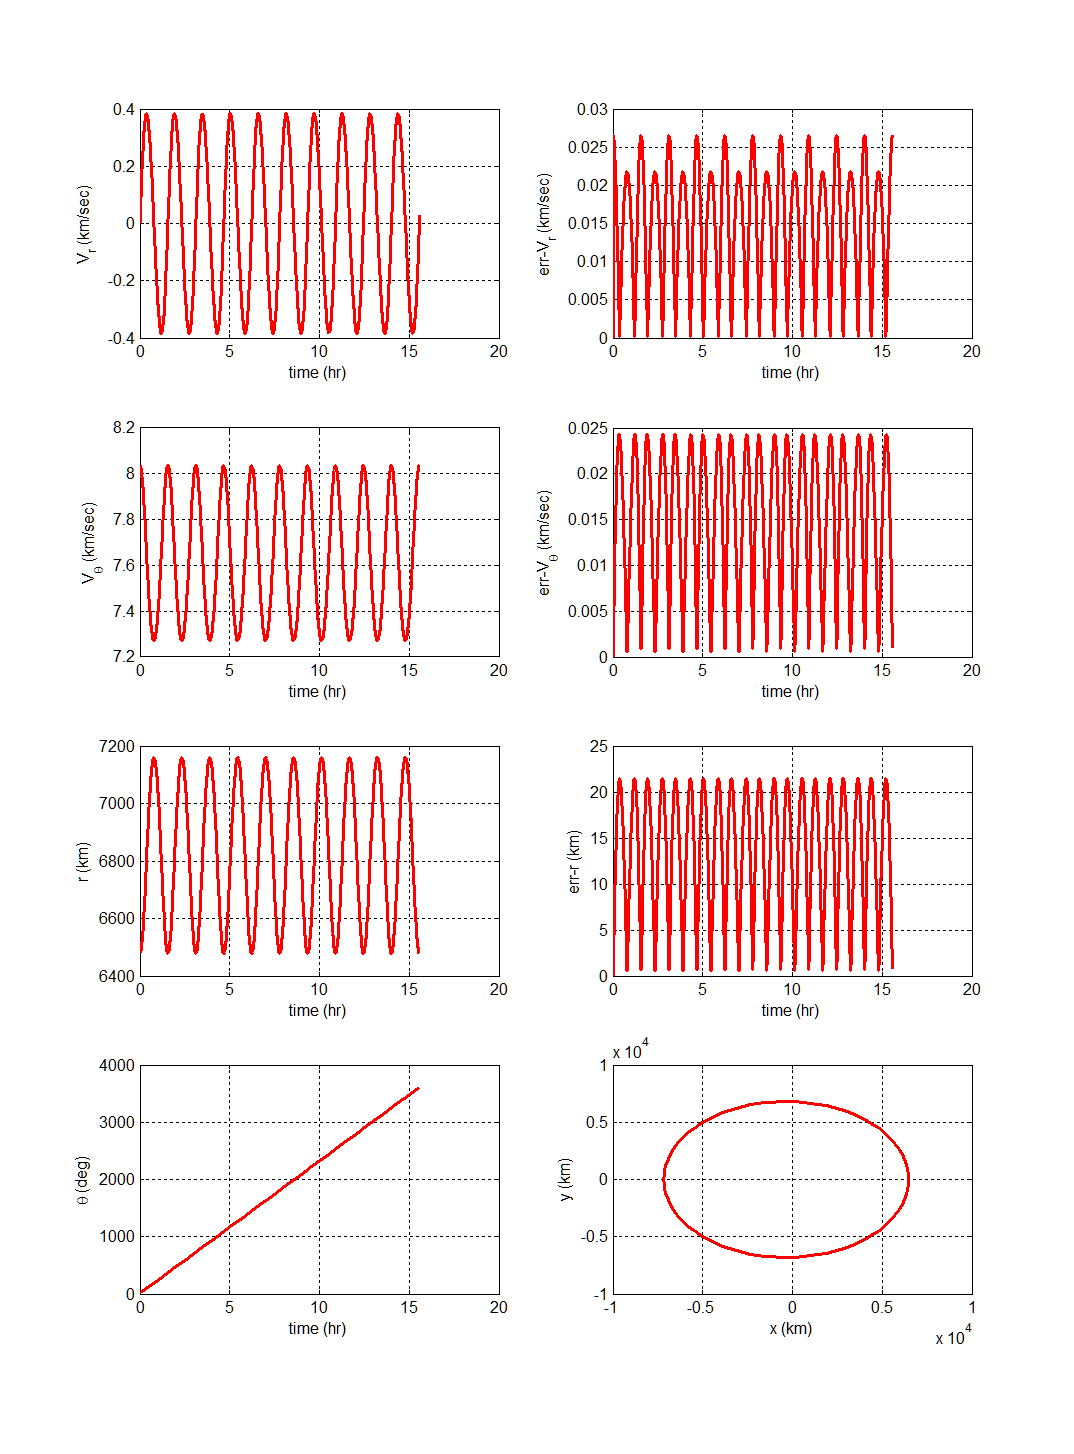 0.4
0.2
0
-0.2
-0.4
V_r (km/sec)
0 5 10 15 20
time (hr)
0.03
0.025
0.02
0.015
0.01
0.005
0
err-V_r (km/sec)
0 5 10 15 20
time (hr)
8.2
8
7.8
7.6
7.4
7.2
V_θ (km/sec)
0 5 10 15 20
time (hr)
0.025
0.02
0.015
0.01
0.005
0
err-V_θ (km/sec)
0 5 10 15 20
time (hr)
7200
7000
6800
6600
6400
r (km)
0 5 10 15 20
time (hr)
25
20
15
10
5
0
err-r (km)
0 5 10 15 20
time (hr)
4000
3000
2000
1000
0
θ (deg)
0 5 10 15 20
time (hr)
x 10^4
1
0.5
0
-0.5
-1
y (km)
-1 -0.5 0 0.5 1
x (km)
x 10^4